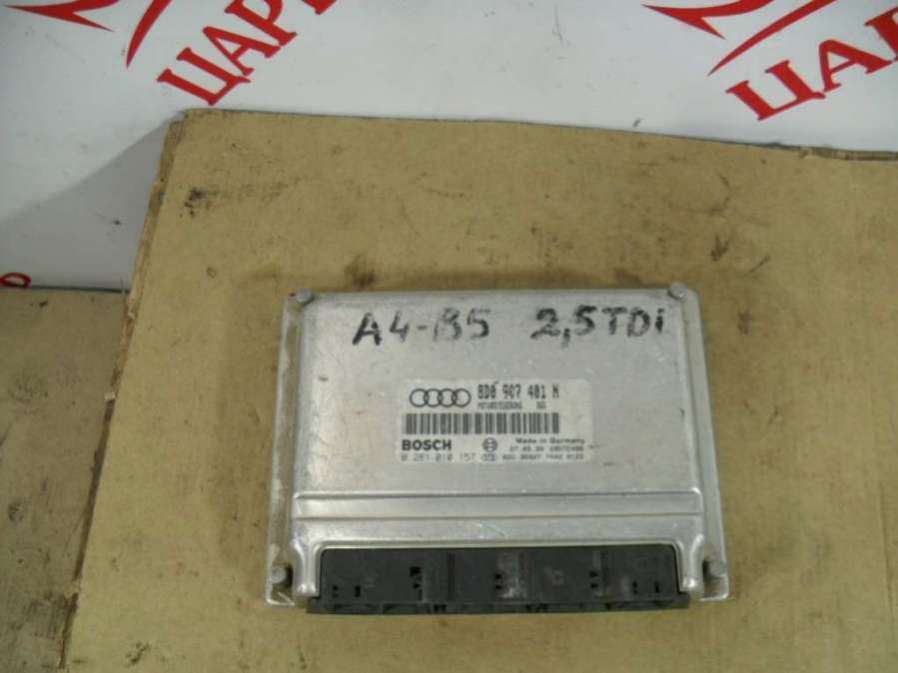 ЦАР
ЦАР
A4-B5 2,5TDi
8D0 907 401 M
BOSCH
Made in Germany
0 281 010 157